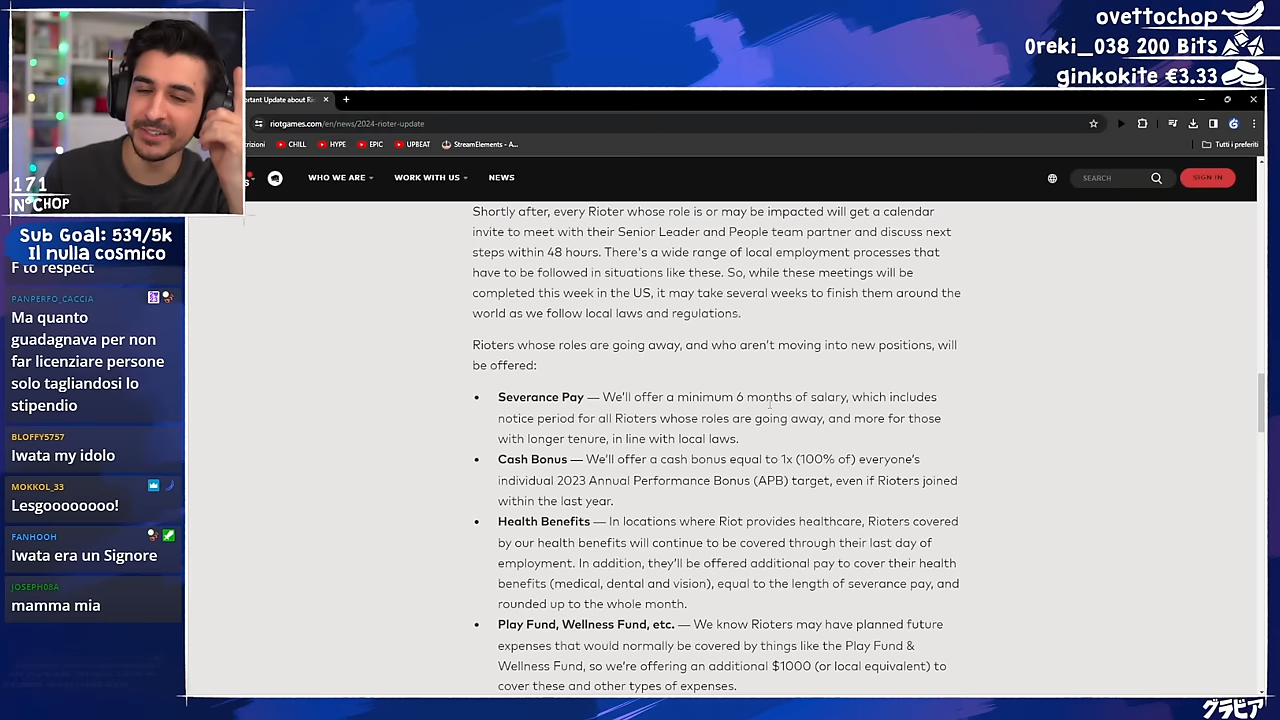 ovettochop
0reki_038 200 Bits
ginkokite €3.33
171
N°CHOP
Sub Goal: 539/5k
Il nulla cosmico
F to respect
PANPERFO_CACCIA
Ma quanto
guadagnava per non
far licenziare persone
solo tagliandosi lo
stipendio
BLOFFY5757
Iwata my idolo
MOKKOL_33
Lesgoooooooo!
FANHOOH
Iwata era un Signore
JOSEPH08A
mamma mia
ortant Update about Rio
riotgames.com/en/news/2024-rioter-update
rizioni CHILL HYPE EPIC UPBEAT StreamElements - A... Tutti i preferiti
WHO WE ARE WORK WITH US NEWS SEARCH SIGN IN
Shortly after, every Rioter whose role is or may be impacted will get a calendar
invite to meet with their Senior Leader and People team partner and discuss next
steps within 48 hours. There's a wide range of local employment processes that
have to be followed in situations like these. So, while these meetings will be
completed this week in the US, it may take several weeks to finish them around the
world as we follow local laws and regulations.
Rioters whose roles are going away, and who aren't moving into new positions, will
be offered:
• Severance Pay — We'll offer a minimum 6 months of salary, which includes
notice period for all Rioters whose roles are going away, and more for those
with longer tenure, in line with local laws.
• Cash Bonus — We'll offer a cash bonus equal to 1x (100% of) everyone's
individual 2023 Annual Performance Bonus (APB) target, even if Rioters joined
within the last year.
• Health Benefits — In locations where Riot provides healthcare, Rioters covered
by our health benefits will continue to be covered through their last day of
employment. In addition, they'll be offered additional pay to cover their health
benefits (medical, dental and vision), equal to the length of severance pay, and
rounded up to the whole month.
• Play Fund, Wellness Fund, etc. — We know Rioters may have planned future
expenses that would normally be covered by things like the Play Fund &
Wellness Fund, so we're offering an additional $1000 (or local equivalent) to
cover these and other types of expenses.
グラビア